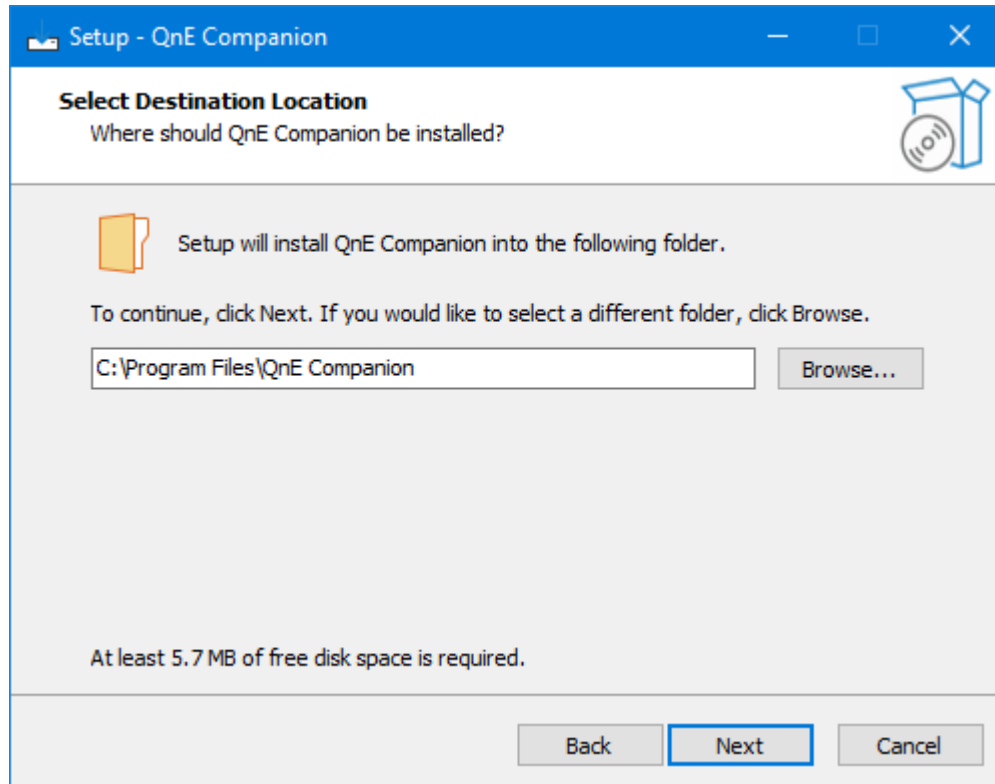 Setup - QnE Companion
Select Destination Location
Where should QnE Companion be installed?
Setup will install QnE Companion into the following folder.
To continue, click Next. If you would like to select a different folder, click Browse.
C:\Program Files\QnE Companion
Browse...
At least 5.7 MB of free disk space is required.
Back
Next
Cancel